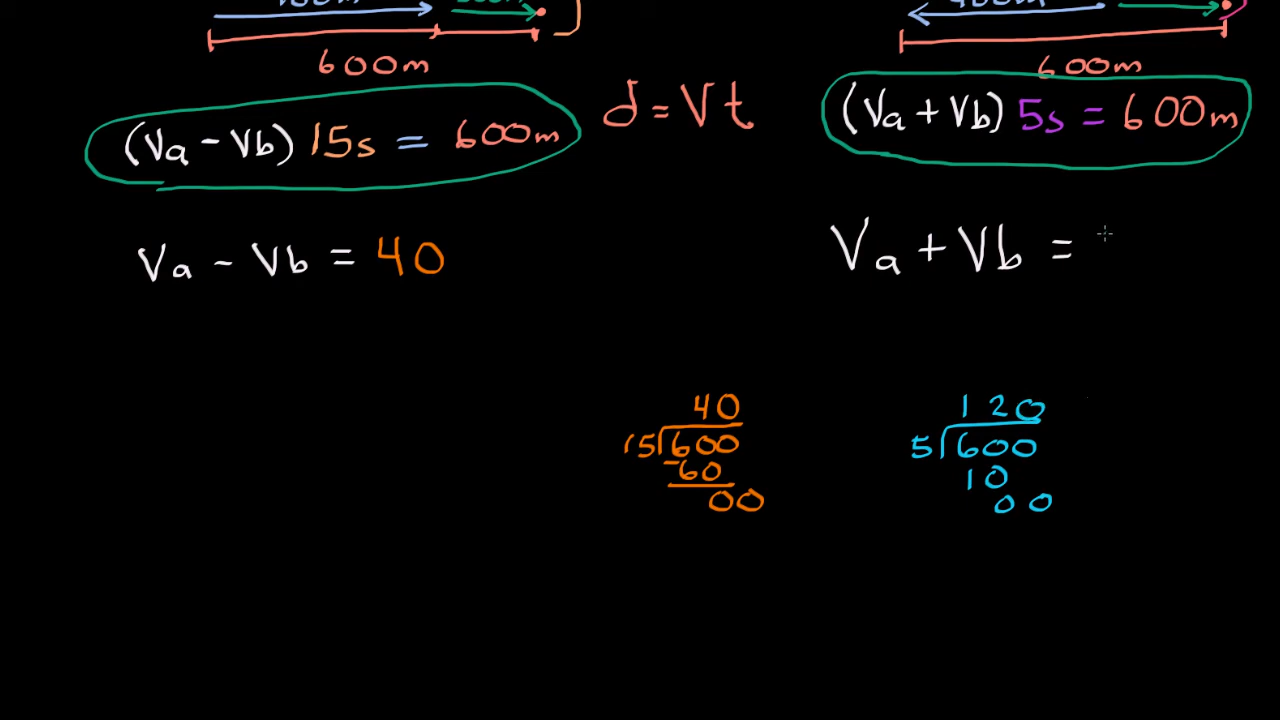 600m
600m
(Va - Vb) 15s = 600m
d = Vt
(Va + Vb) 5s = 600m
Va - Vb = 40
Va + Vb =
40
15)600
-60
00
120
5)600
10
00